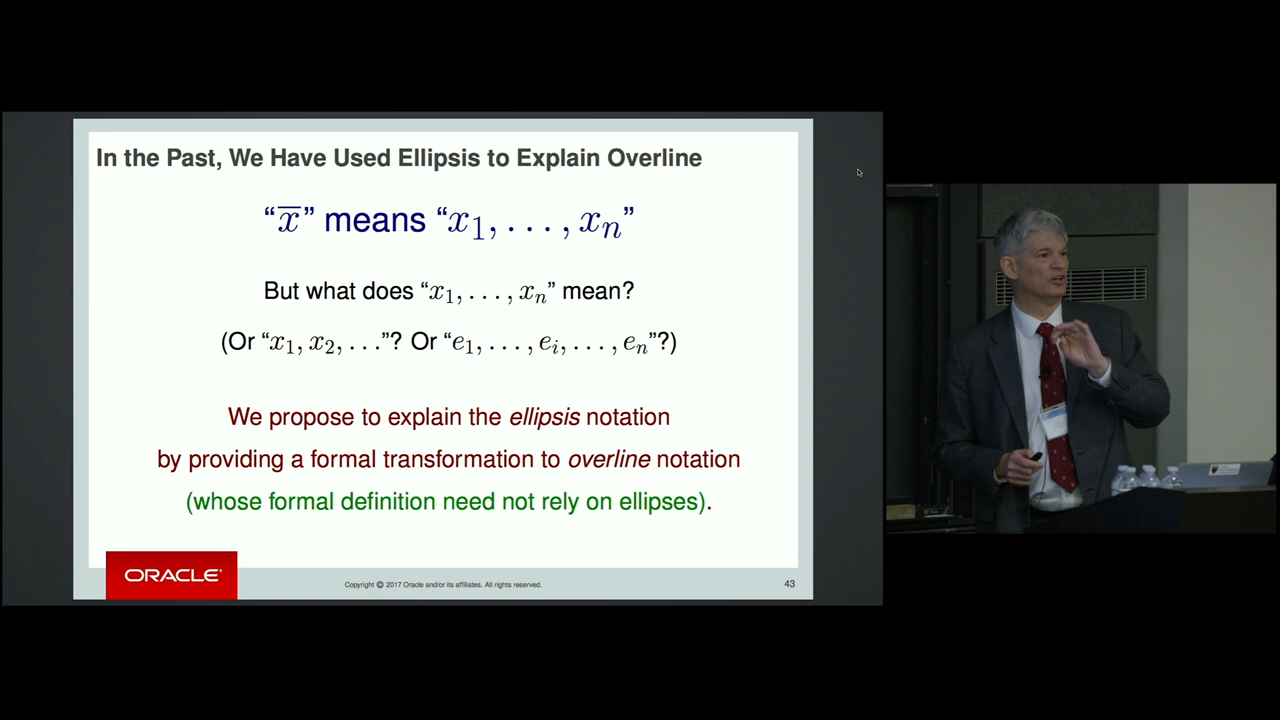 In the Past, We Have Used Ellipsis to Explain Overline
“x̅” means “x₁, . . . , xₙ”
But what does “x₁, . . . , xₙ” mean?
(Or “x₁, x₂, . . .”? Or “e₁, . . . , eᵢ, . . . , eₙ”?)
We propose to explain the ellipsis notation
by providing a formal transformation to overline notation
(whose formal definition need not rely on ellipses).
ORACLE®
Copyright © 2017 Oracle and/or its affiliates. All rights reserved.
43